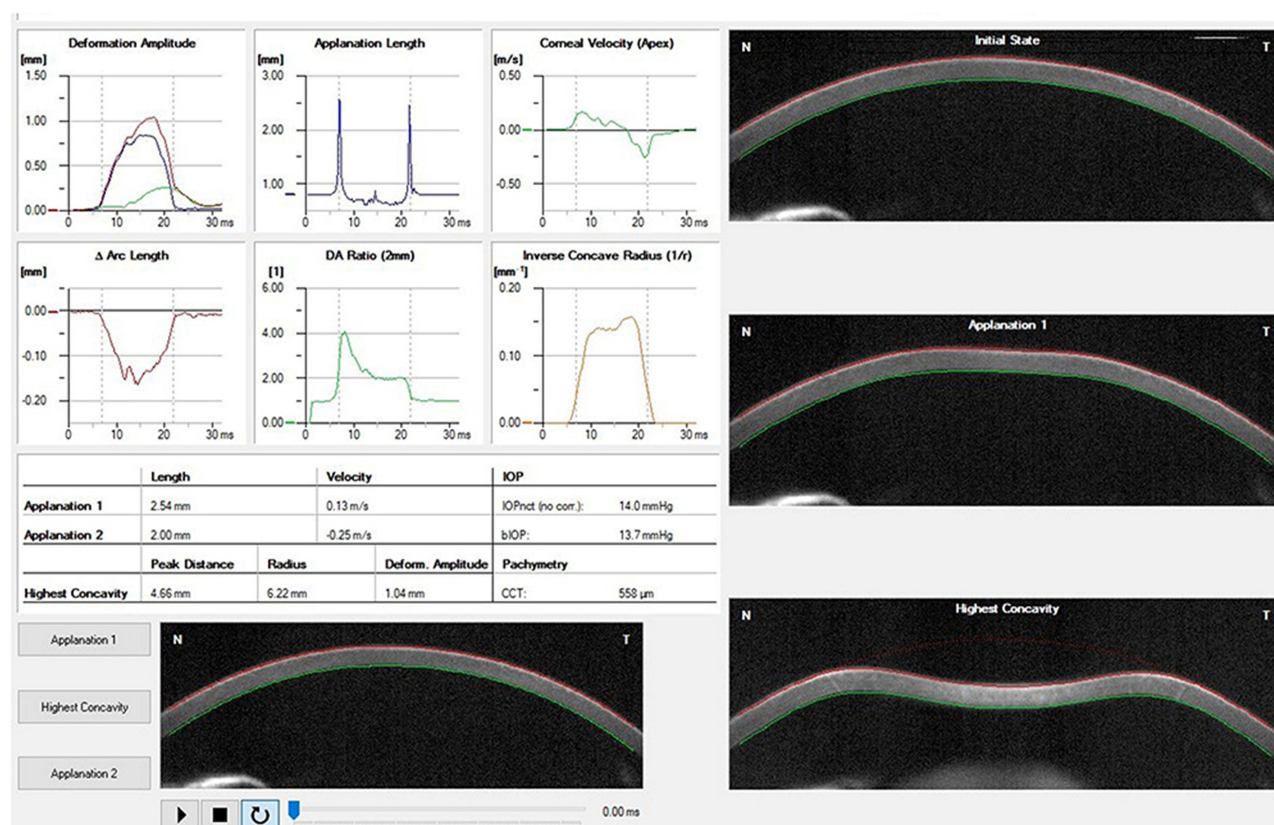 Deformation Amplitude
[mm]
1.50
1.00
0.50
0.00
0 10 20 30 ms
Applanation Length
[mm]
3.00
2.00
1.00
0 10 20 30 ms
Corneal Velocity (Apex)
[m/s]
0.50
0.00
-0.50
0 10 20 30 ms
Δ Arc Length
[mm]
0.00
-0.10
-0.20
0 10 20 30 ms
DA Ratio (2mm)
[1]
6.00
4.00
2.00
0.00
0 10 20 30 ms
Inverse Concave Radius (1/r)
[mm⁻¹]
0.20
0.10
0.00
0 10 20 30 ms
Length Velocity IOP
Applanation 1 2.54 mm 0.13 m/s IOPnct (no corr.): 14.0 mmHg
Applanation 2 2.00 mm -0.25 m/s bIOP: 13.7 mmHg
Peak Distance Radius Deform. Amplitude Pachymetry
Highest Concavity 4.66 mm 6.22 mm 1.04 mm CCT: 558 µm
Applanation 1
Highest Concavity
Applanation 2
N T
0.00 ms
Initial State
N T
Applanation 1
N T
Highest Concavity
N T